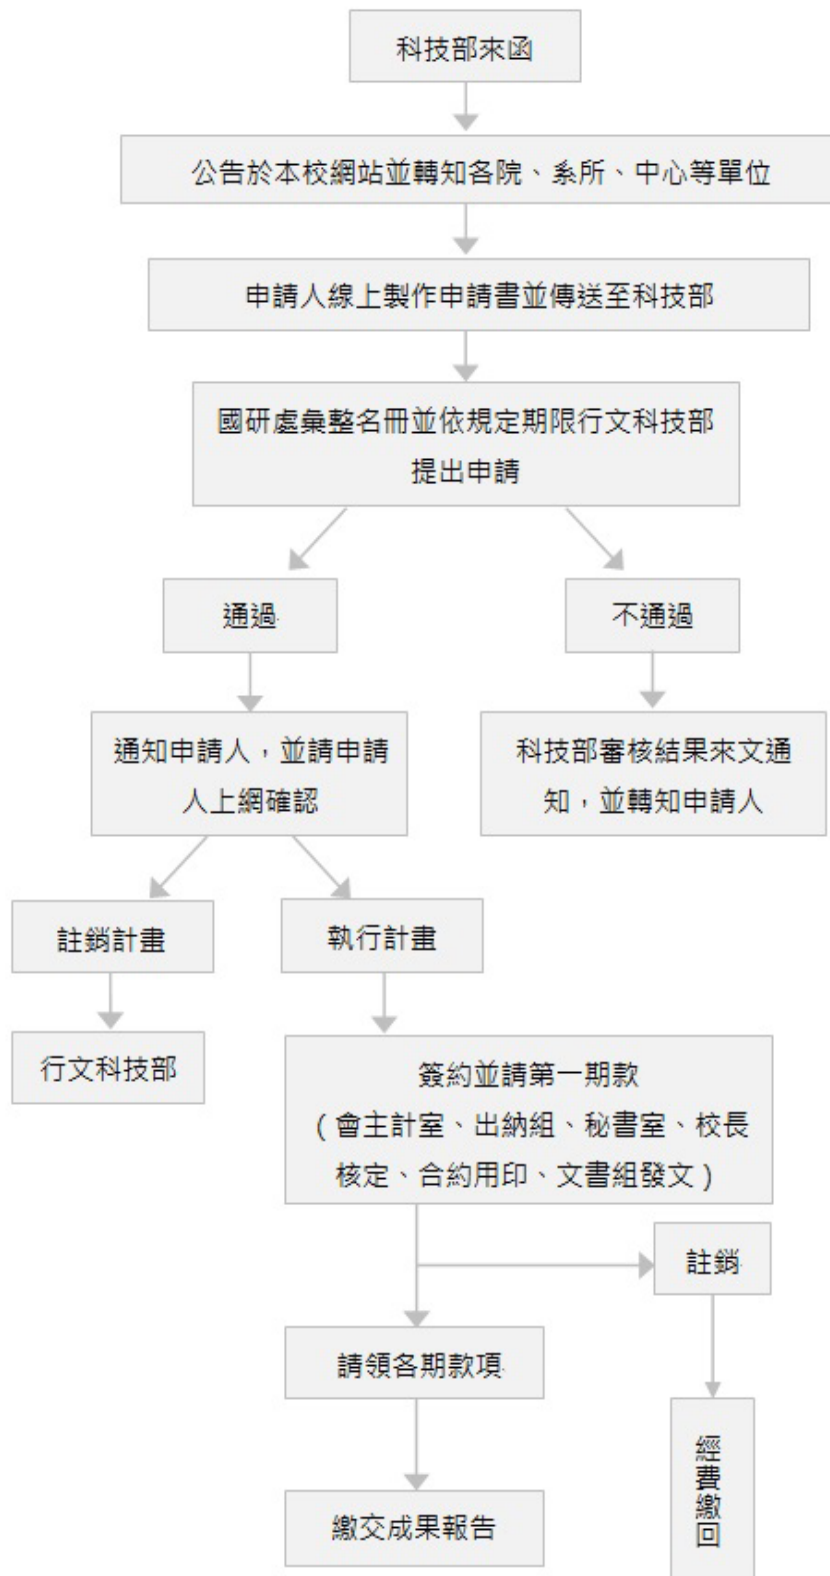 科技部來函
公告於本校網站並轉知各院、系所、中心等單位
申請人線上製作申請書並傳送至科技部
國研處彙整名冊並依規定期限行文科技部
提出申請
通過
不通過
通知申請人，並請申請
人上網確認
科技部審核結果來文通
知，並轉知申請人
註銷計畫
執行計畫
行文科技部
簽約並請第一期款
（會主計室、出納組、秘書室、校長
核定、合約用印、文書組發文）
註銷
請領各期款項
經費繳回
繳交成果報告